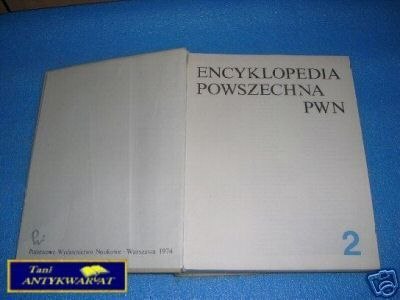 ENCYKLOPEDIA
POWSZECHNA
PWN
Państwowe Wydawnictwo Naukowe · Warszawa 1974
2
Tani
ANTYKWARYAT